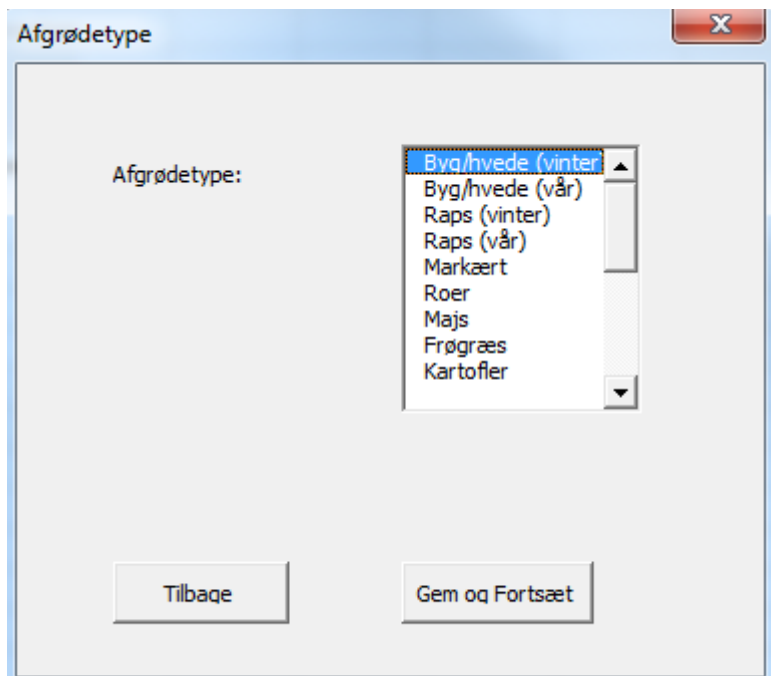 Afgrødetype
Afgrødetype:
Byg/hvede (vinter
Byg/hvede (vår)
Raps (vinter)
Raps (vår)
Markært
Roer
Majs
Frøgræs
Kartofler
Tilbage
Gem og Fortsæt